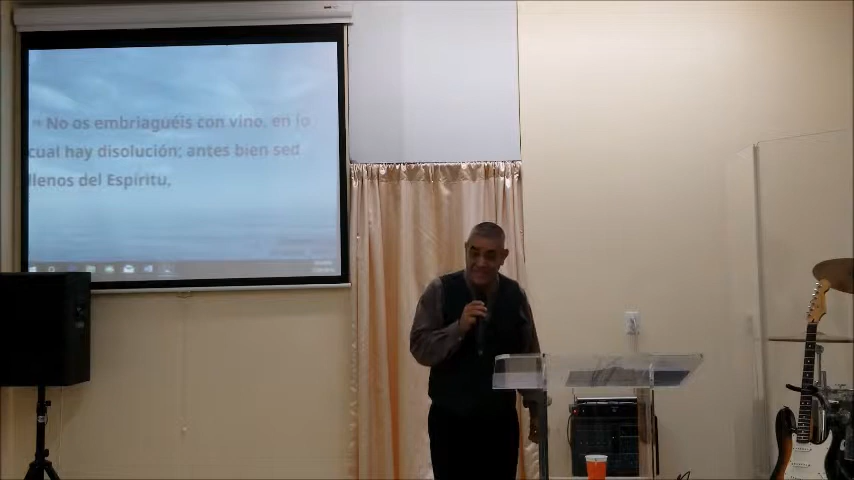 No os embriaguéis con vino, en lo
cual hay disolución; antes bien sed
llenos del Espíritu,